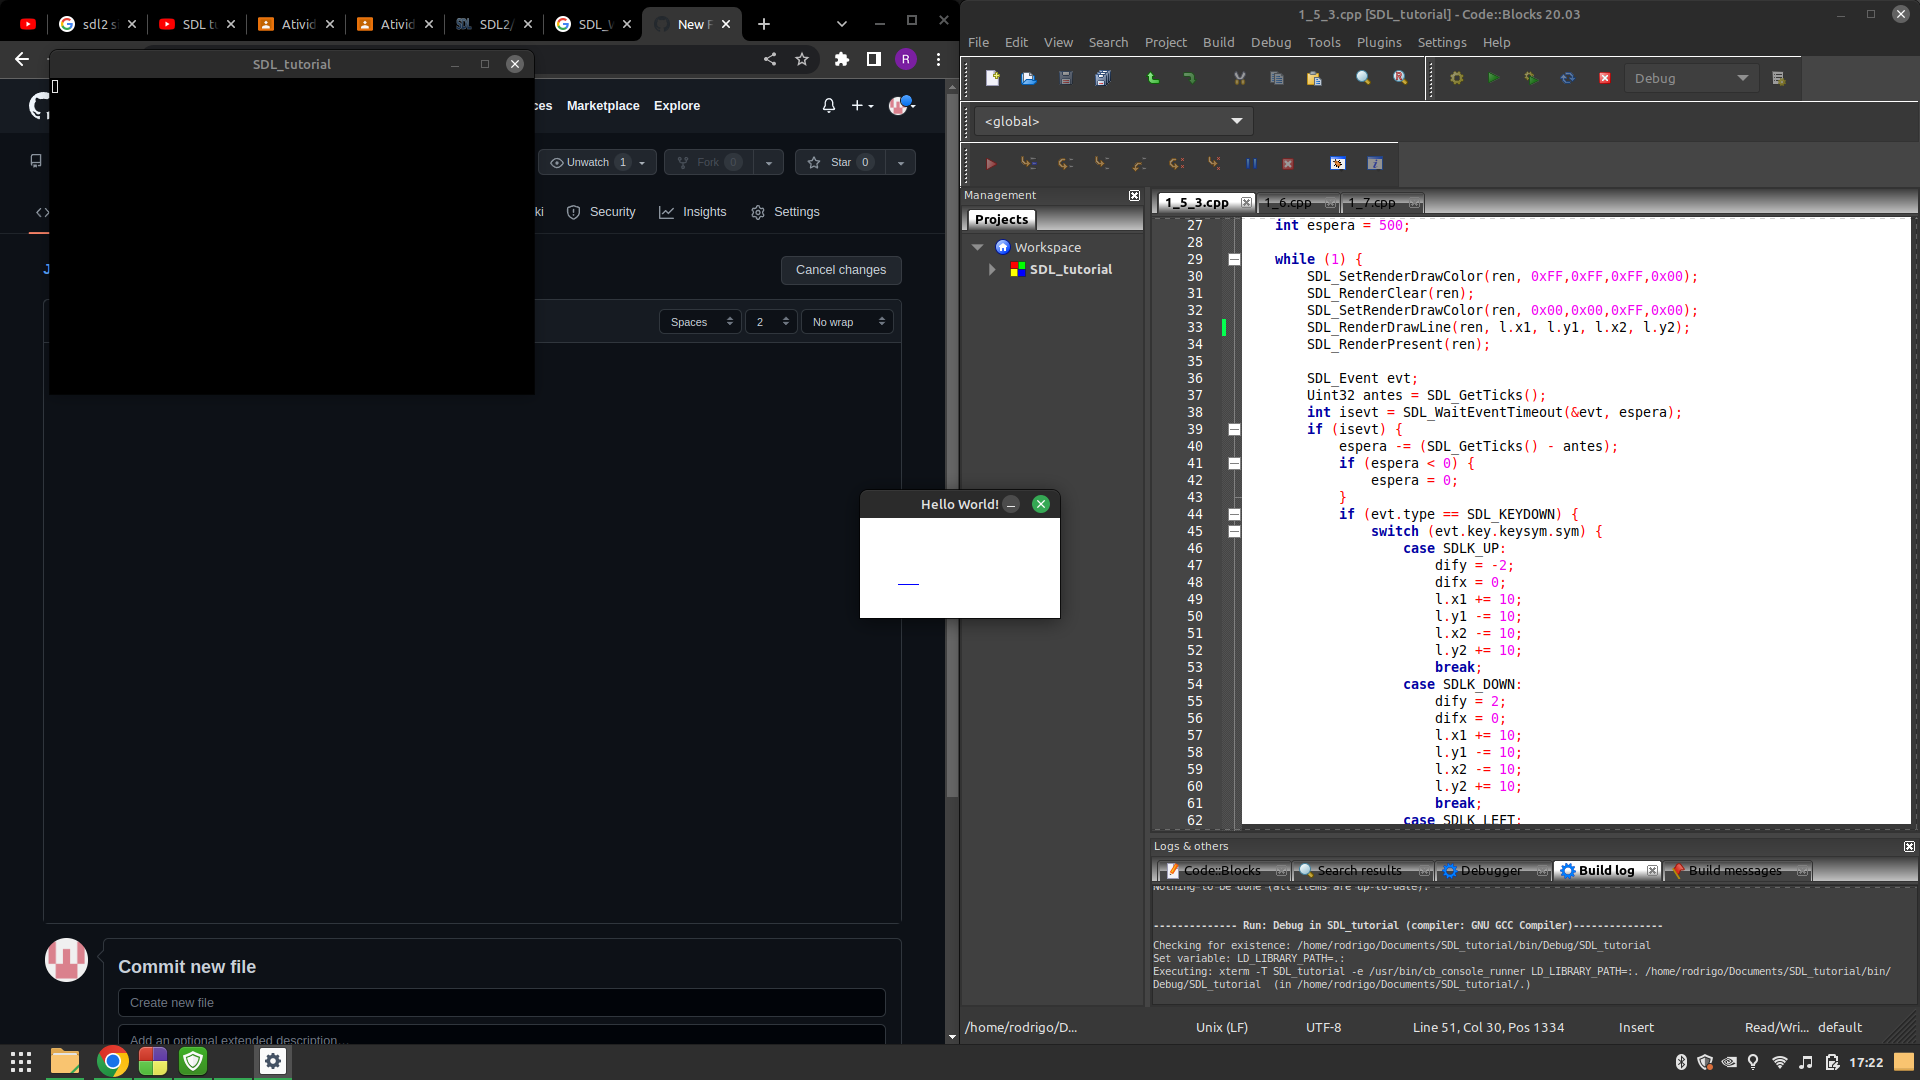 sdl2 s
SDL tu
Ativid
Ativid
SDL2/
SDL_W
New F
R
SDL_tutorial
ces
Marketplace
Explore
Unwatch 1
Fork 0
Star 0
ki
Security
Insights
Settings
Cancel changes
Spaces
2
No wrap
Commit new file
Create new file
Add an optional extended description…
Hello World!
1_5_3.cpp [SDL_tutorial] - Code::Blocks 20.03
File Edit View Search Project Build Debug Tools Plugins Settings Help
Debug
<global>
Management
Projects
Workspace
SDL_tutorial
1_5_3.cpp
1_6.cpp
1_7.cpp
27 int espera = 500;
28
29 while (1) {
30 SDL_SetRenderDrawColor(ren, 0xFF,0xFF,0xFF,0x00);
31 SDL_RenderClear(ren);
32 SDL_SetRenderDrawColor(ren, 0x00,0x00,0xFF,0x00);
33 SDL_RenderDrawLine(ren, l.x1, l.y1, l.x2, l.y2);
34 SDL_RenderPresent(ren);
35
36 SDL_Event evt;
37 Uint32 antes = SDL_GetTicks();
38 int isevt = SDL_WaitEventTimeout(&evt, espera);
39 if (isevt) {
40 espera -= (SDL_GetTicks() - antes);
41 if (espera < 0) {
42 espera = 0;
43 }
44 if (evt.type == SDL_KEYDOWN) {
45 switch (evt.key.keysym.sym) {
46 case SDLK_UP:
47 dify = -2;
48 difx = 0;
49 l.x1 += 10;
50 l.y1 -= 10;
51 l.x2 -= 10;
52 l.y2 += 10;
53 break;
54 case SDLK_DOWN:
55 dify = 2;
56 difx = 0;
57 l.x1 += 10;
58 l.y1 -= 10;
59 l.x2 -= 10;
60 l.y2 += 10;
61 break;
62 case SDLK_LEFT:
Logs & others
Code::Blocks
Search results
Debugger
Build log
Build messages
Nothing to be done (all items are up-to-date).
-------------- Run: Debug in SDL_tutorial (compiler: GNU GCC Compiler)---------------
Checking for existence: /home/rodrigo/Documents/SDL_tutorial/bin/Debug/SDL_tutorial
Set variable: LD_LIBRARY_PATH=.:
Executing: xterm -T SDL_tutorial -e /usr/bin/cb_console_runner LD_LIBRARY_PATH=:. /home/rodrigo/Documents/SDL_tutorial/bin/
Debug/SDL_tutorial (in /home/rodrigo/Documents/SDL_tutorial/.)
/home/rodrigo/D...
Unix (LF)
UTF-8
Line 51, Col 30, Pos 1334
Insert
Read/Wri...
default
17:22